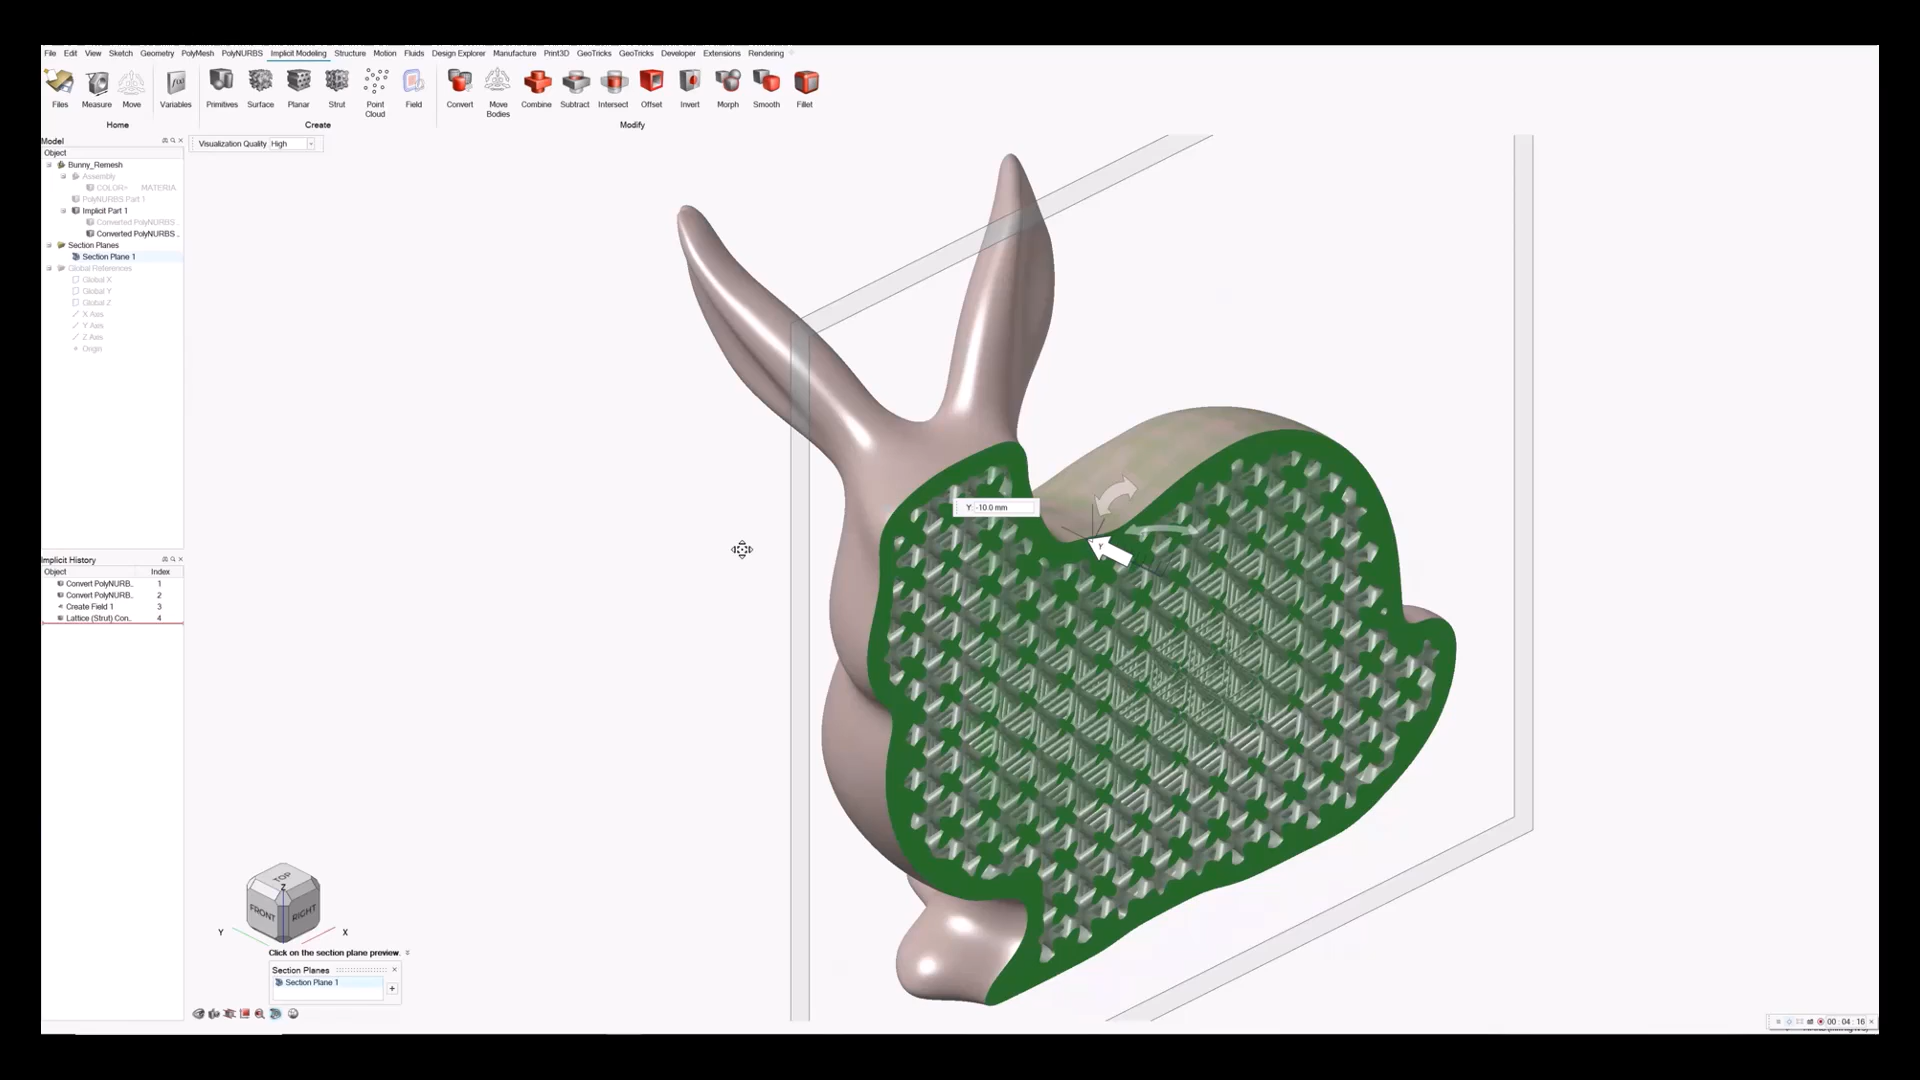 File Edit View Sketch Geometry PolyMesh PolyNURBS Implicit Modeling Structure Motion Fluids Design Explorer Manufacture Print3D GeoTricks GeoTricks Developer Extensions Rendering
Files Measure Move Variables Primitives Surface Planar Strut Point Cloud Field Convert Move Bodies Combine Subtract Intersect Offset Invert Morph Smooth Fillet
Home Create Modify
Model
Object
Visualization Quality High
Bunny_Remesh
Assembly
COLOR= MATERIA
PolyNURBS Part 1
Implicit Part 1
Converted PolyNURBS ..
Converted PolyNURBS ..
Section Planes
Section Plane 1
Global References
Global X
Global Y
Global Z
X Axis
Y Axis
Z Axis
Origin
Y: -10.0 mm
Y
Implicit History
Object Index
Convert PolyNURB.. 1
Convert PolyNURB.. 2
Create Field 1 3
Lattice (Strut) Con.. 4
TOP
Z
FRONT RIGHT
Y X
Click on the section plane preview.
Section Planes
Section Plane 1
00 : 04 : 16